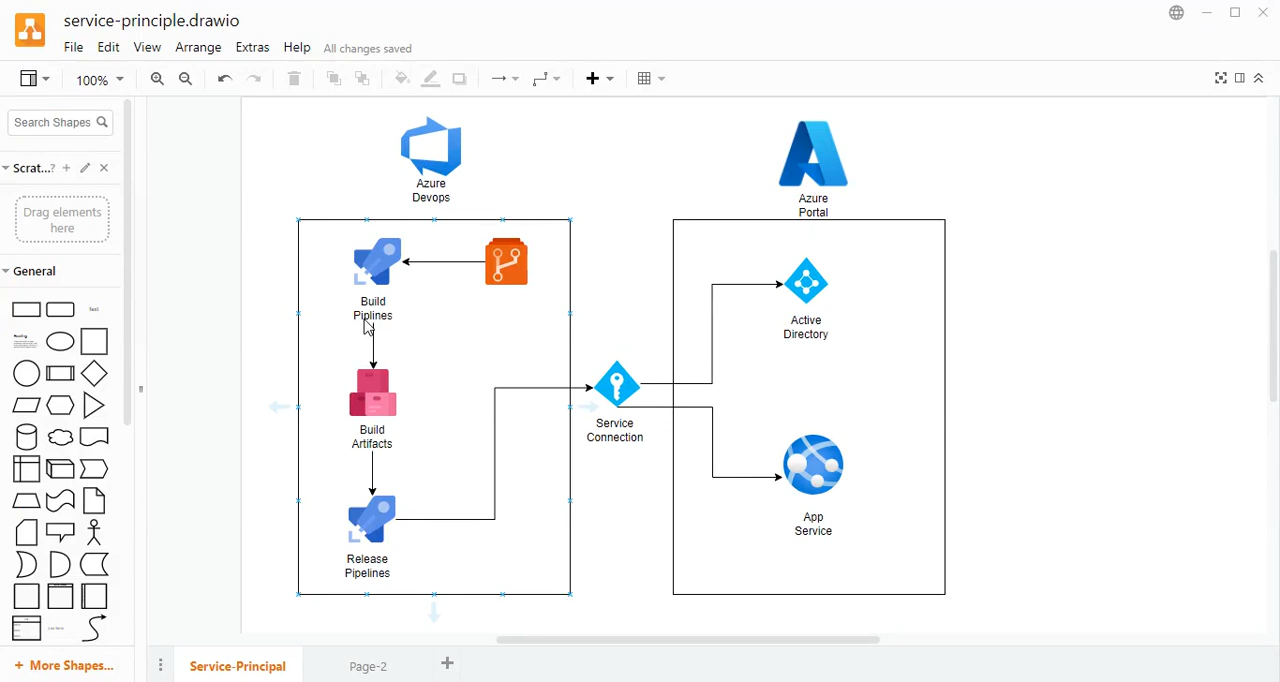 service-principle.drawio
File Edit View Arrange Extras Help All changes saved
100%
Search Shapes
Scrat...?
Drag elements
here
General
Text
Heading
+ More Shapes...
Azure
Devops
Azure
Portal
Build
Piplines
Build
Artifacts
Release
Pipelines
Service
Connection
Active
Directory
App
Service
Service-Principal
Page-2